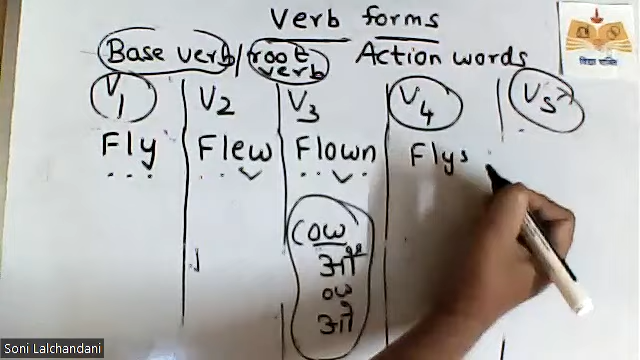 Verb forms
Base verb / root verb Action words
V1 V2 V3 V4 V5
Fly Flew Flown Flys
(ow
औ
ow
ओ
विद्या शक्ति
Soni Lalchandani